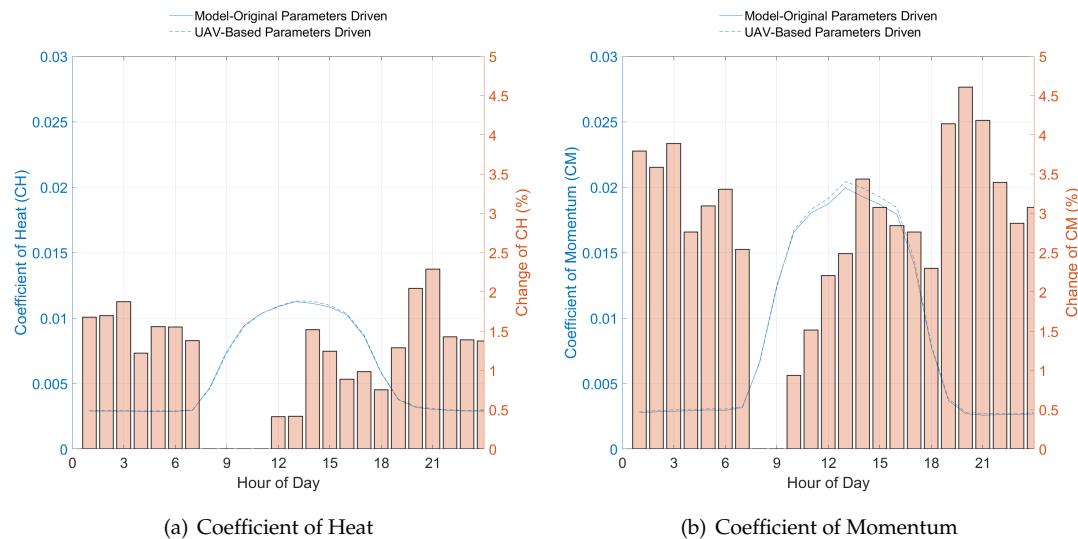 Model-Original Parameters Driven
UAV-Based Parameters Driven
0.03
0.025
0.02
0.015
0.01
0.005
0
Coefficient of Heat (CH)
5
4.5
4
3.5
3
2.5
2
1.5
1
0.5
0
Change of CH (%)
0 3 6 9 12 15 18 21
Hour of Day
(a) Coefficient of Heat
Model-Original Parameters Driven
UAV-Based Parameters Driven
0.03
0.025
0.02
0.015
0.01
0.005
0
Coefficient of Momentum (CM)
5
4.5
4
3.5
3
2.5
2
1.5
1
0.5
0
Change of CM (%)
0 3 6 9 12 15 18 21
Hour of Day
(b) Coefficient of Momentum